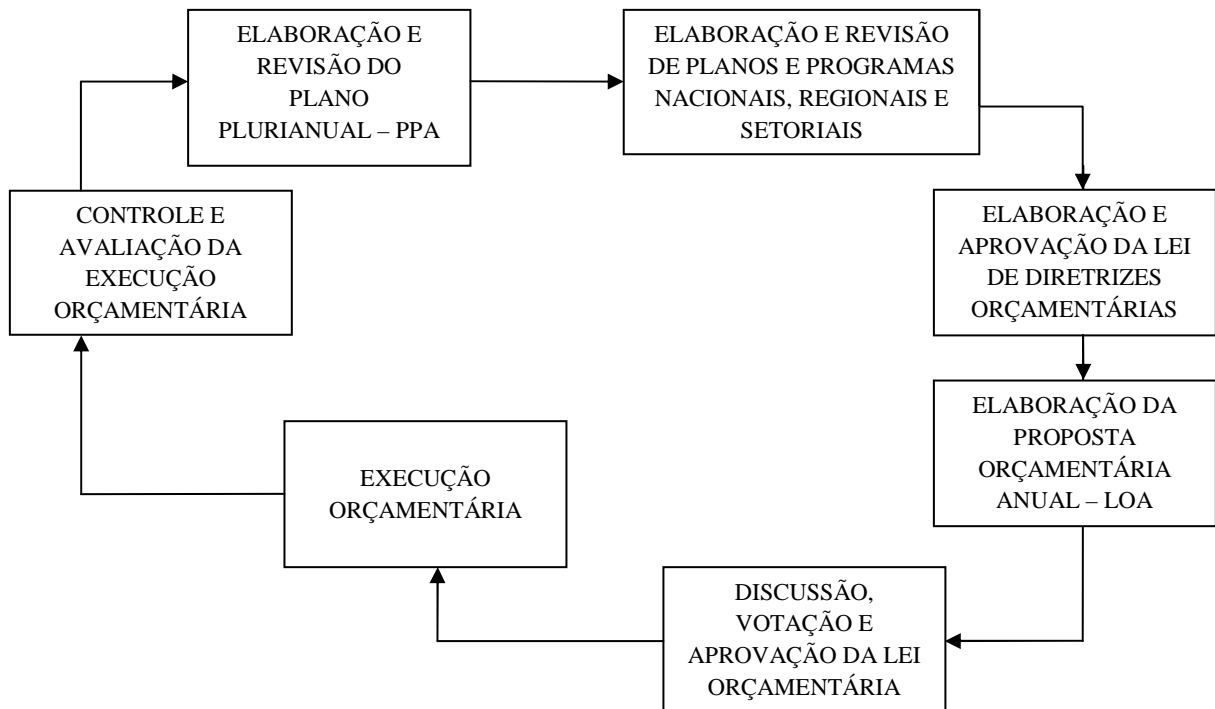 ELABORAÇÃO E
REVISÃO DO
PLANO
PLURIANUAL – PPA
ELABORAÇÃO E REVISÃO
DE PLANOS E PROGRAMAS
NACIONAIS, REGIONAIS E
SETORIAIS
ELABORAÇÃO E
APROVAÇÃO DA LEI
DE DIRETRIZES
ORÇAMENTÁRIAS
ELABORAÇÃO DA
PROPOSTA
ORÇAMENTÁRIA
ANUAL – LOA
DISCUSSÃO,
VOTAÇÃO E
APROVAÇÃO DA LEI
ORÇAMENTÁRIA
EXECUÇÃO
ORÇAMENTÁRIA
CONTROLE E
AVALIAÇÃO DA
EXECUÇÃO
ORÇAMENTÁRIA